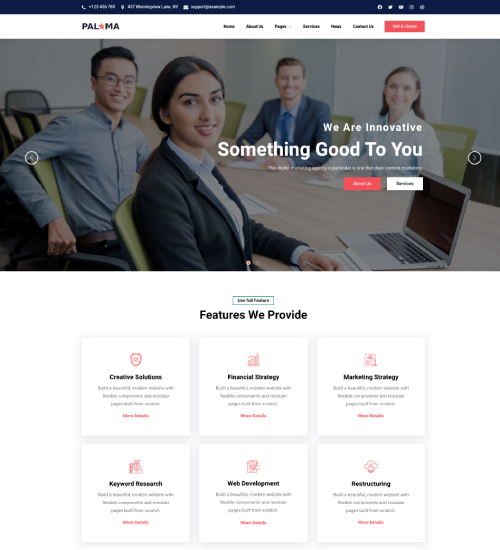 +123 456 789 457 Morningview Lane, NY support@example.com
PALOMA
Home About Us Pages Services News Contact Us Get A Quote
We Are Innovative
Something Good To You
This digital marketing agency in particular is one that does content marketing.
About Us Services
Use full Feature
Features We Provide
Creative Solutions
Build a beautiful, modern website with
flexible components and modular
pages built from scratch.
More Details
Financial Strategy
Build a beautiful, modern website with
flexible components and modular
pages built from scratch.
More Details
Marketing Strategy
Build a beautiful, modern website with
flexible components and modular
pages built from scratch.
More Details
Keyword Research
Build a beautiful, modern website with
flexible components and modular
pages built from scratch.
More Details
Web Development
Build a beautiful, modern website with
flexible components and modular
pages built from scratch.
More Details
Restructuring
Build a beautiful, modern website with
flexible components and modular
pages built from scratch.
More Details